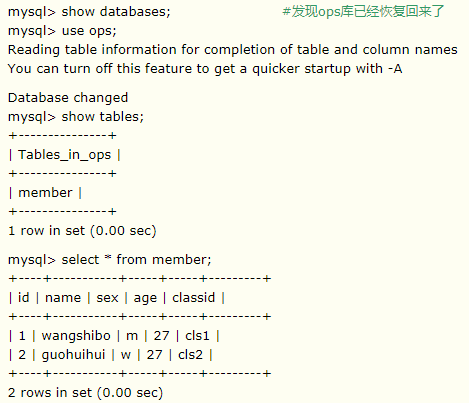 mysql> show databases; #发现ops库已经恢复回来了
mysql> use ops;
Reading table information for completion of table and column names
You can turn off this feature to get a quicker startup with -A
Database changed
mysql> show tables;
+---------------+
| Tables_in_ops |
+---------------+
| member |
+---------------+
1 row in set (0.00 sec)
mysql> select * from member;
+----+-----------+-----+-----+---------+
| id | name | sex | age | classid |
+----+-----------+-----+-----+---------+
| 1 | wangshibo | m | 27 | cls1 |
| 2 | guohuihui | w | 27 | cls2 |
+----+-----------+-----+-----+---------+
2 rows in set (0.00 sec)